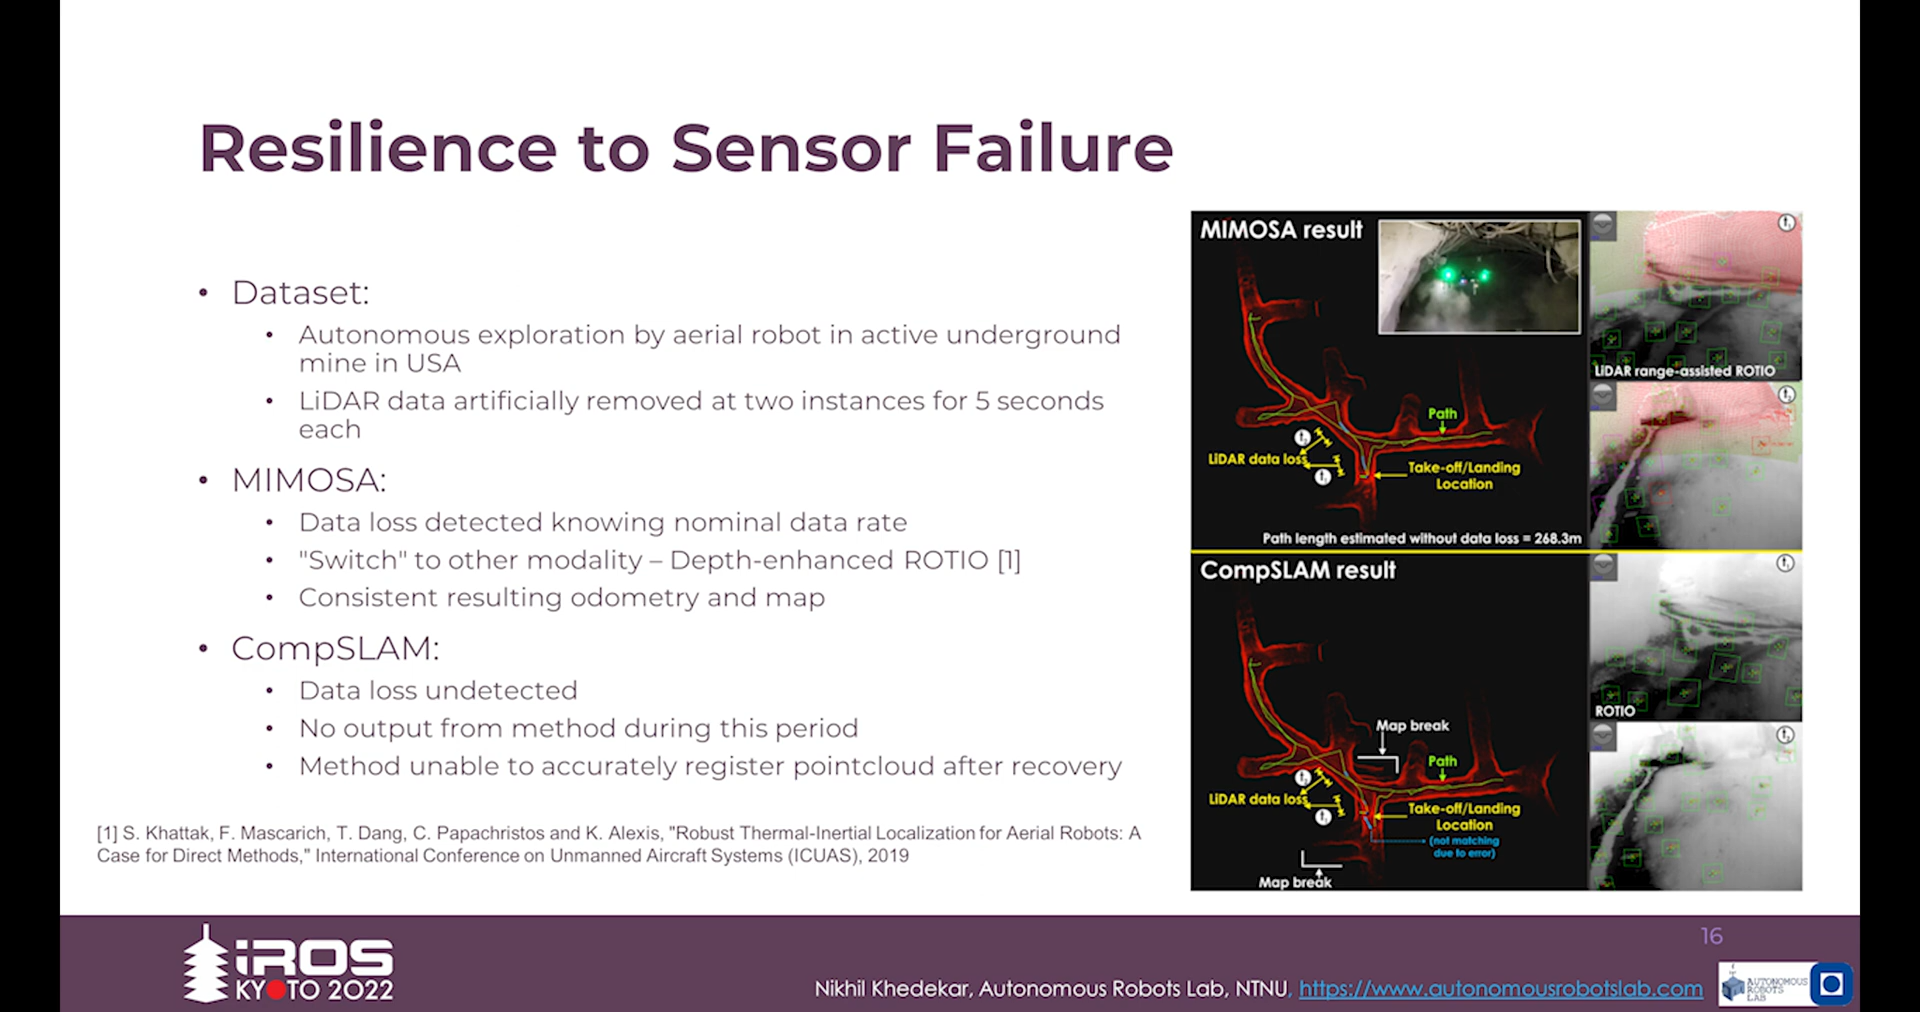 Resilience to Sensor Failure
• Dataset:
• Autonomous exploration by aerial robot in active underground
mine in USA
• LiDAR data artificially removed at two instances for 5 seconds
each
• MIMOSA:
• Data loss detected knowing nominal data rate
• "Switch" to other modality – Depth-enhanced ROTIO [1]
• Consistent resulting odometry and map
• CompSLAM:
• Data loss undetected
• No output from method during this period
• Method unable to accurately register pointcloud after recovery
[1] S. Khattak, F. Mascarich, T. Dang, C. Papachristos and K. Alexis, "Robust Thermal-Inertial Localization for Aerial Robots: A
Case for Direct Methods," International Conference on Unmanned Aircraft Systems (ICUAS), 2019
MIMOSA result
Path
LiDAR data loss
Take-off/Landing
Location
Path length estimated without data loss = 268.3m
LiDAR range-assisted ROTIO
CompSLAM result
Map break
Path
LiDAR data loss
Take-off/Landing
Location
(not matching
due to error)
Map break
ROTIO
iROS
KYOTO 2022
16
Nikhil Khedekar, Autonomous Robots Lab, NTNU, https://www.autonomousrobotslab.com
AUTONOMOUS
ROBOTS
LAB